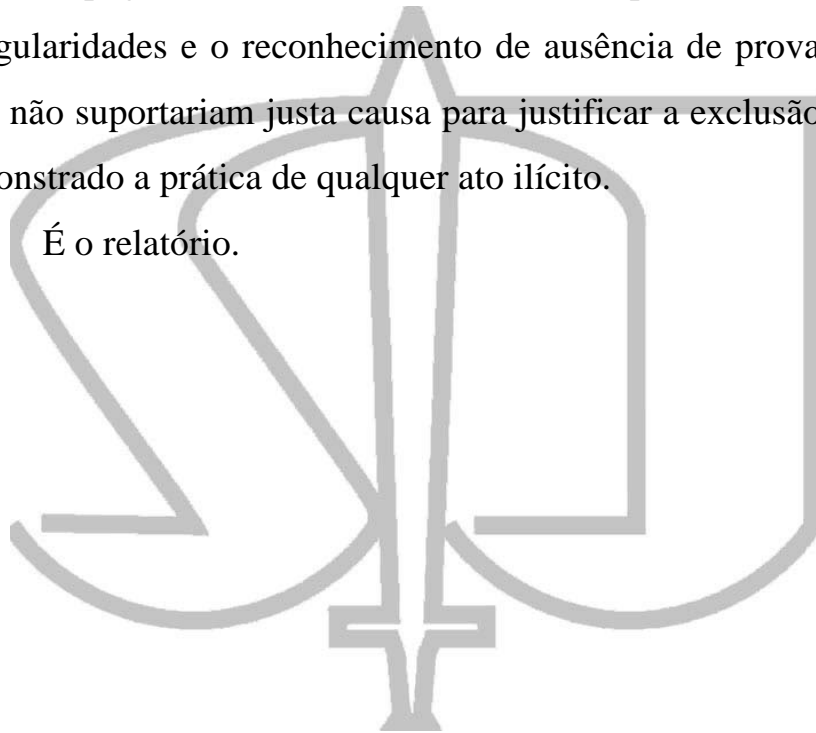 gularidades e o reconhecimento de ausência de prova
não suportariam justa causa para justificar a exclusão
onstrado a prática de qualquer ato ilícito.
É o relatório.